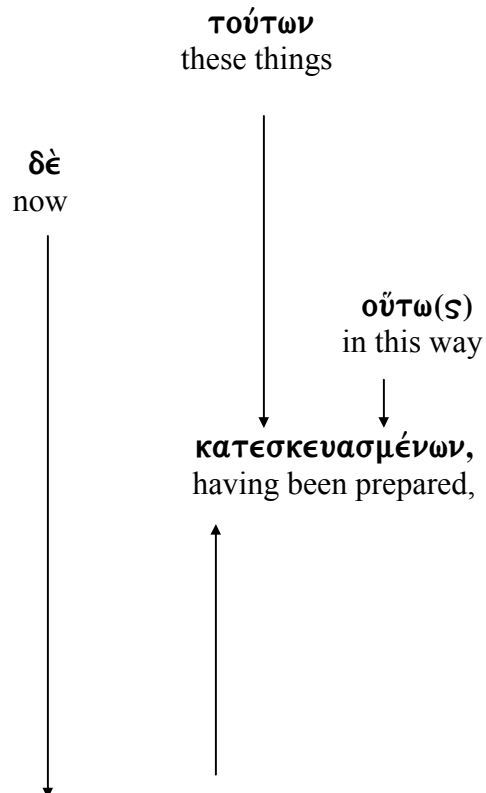 τούτων
these things
δὲ
now
οὕτω(ς)
in this way
κατεσκευασμένων,
having been prepared,